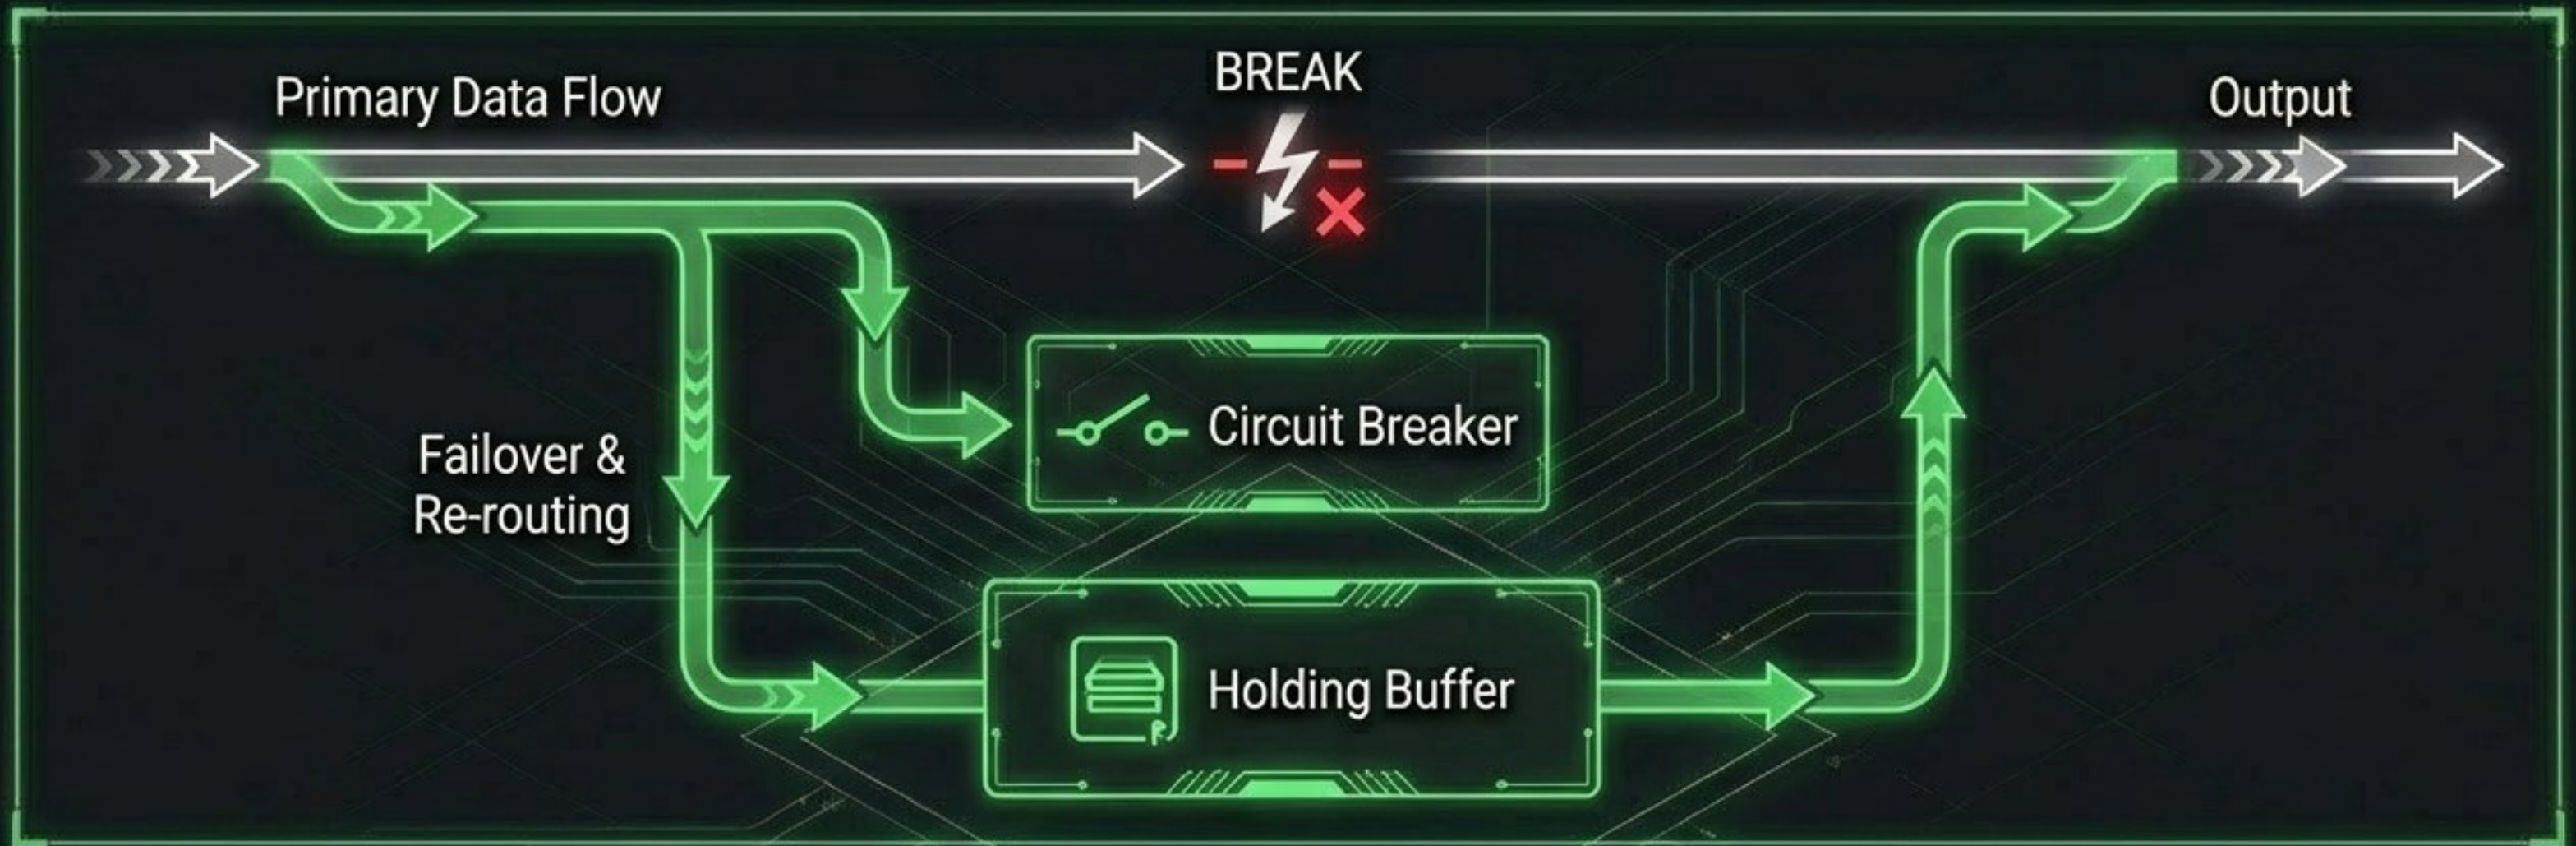 Primary Data Flow
BREAK
Output
Circuit Breaker
Failover &
Re-routing
Holding Buffer